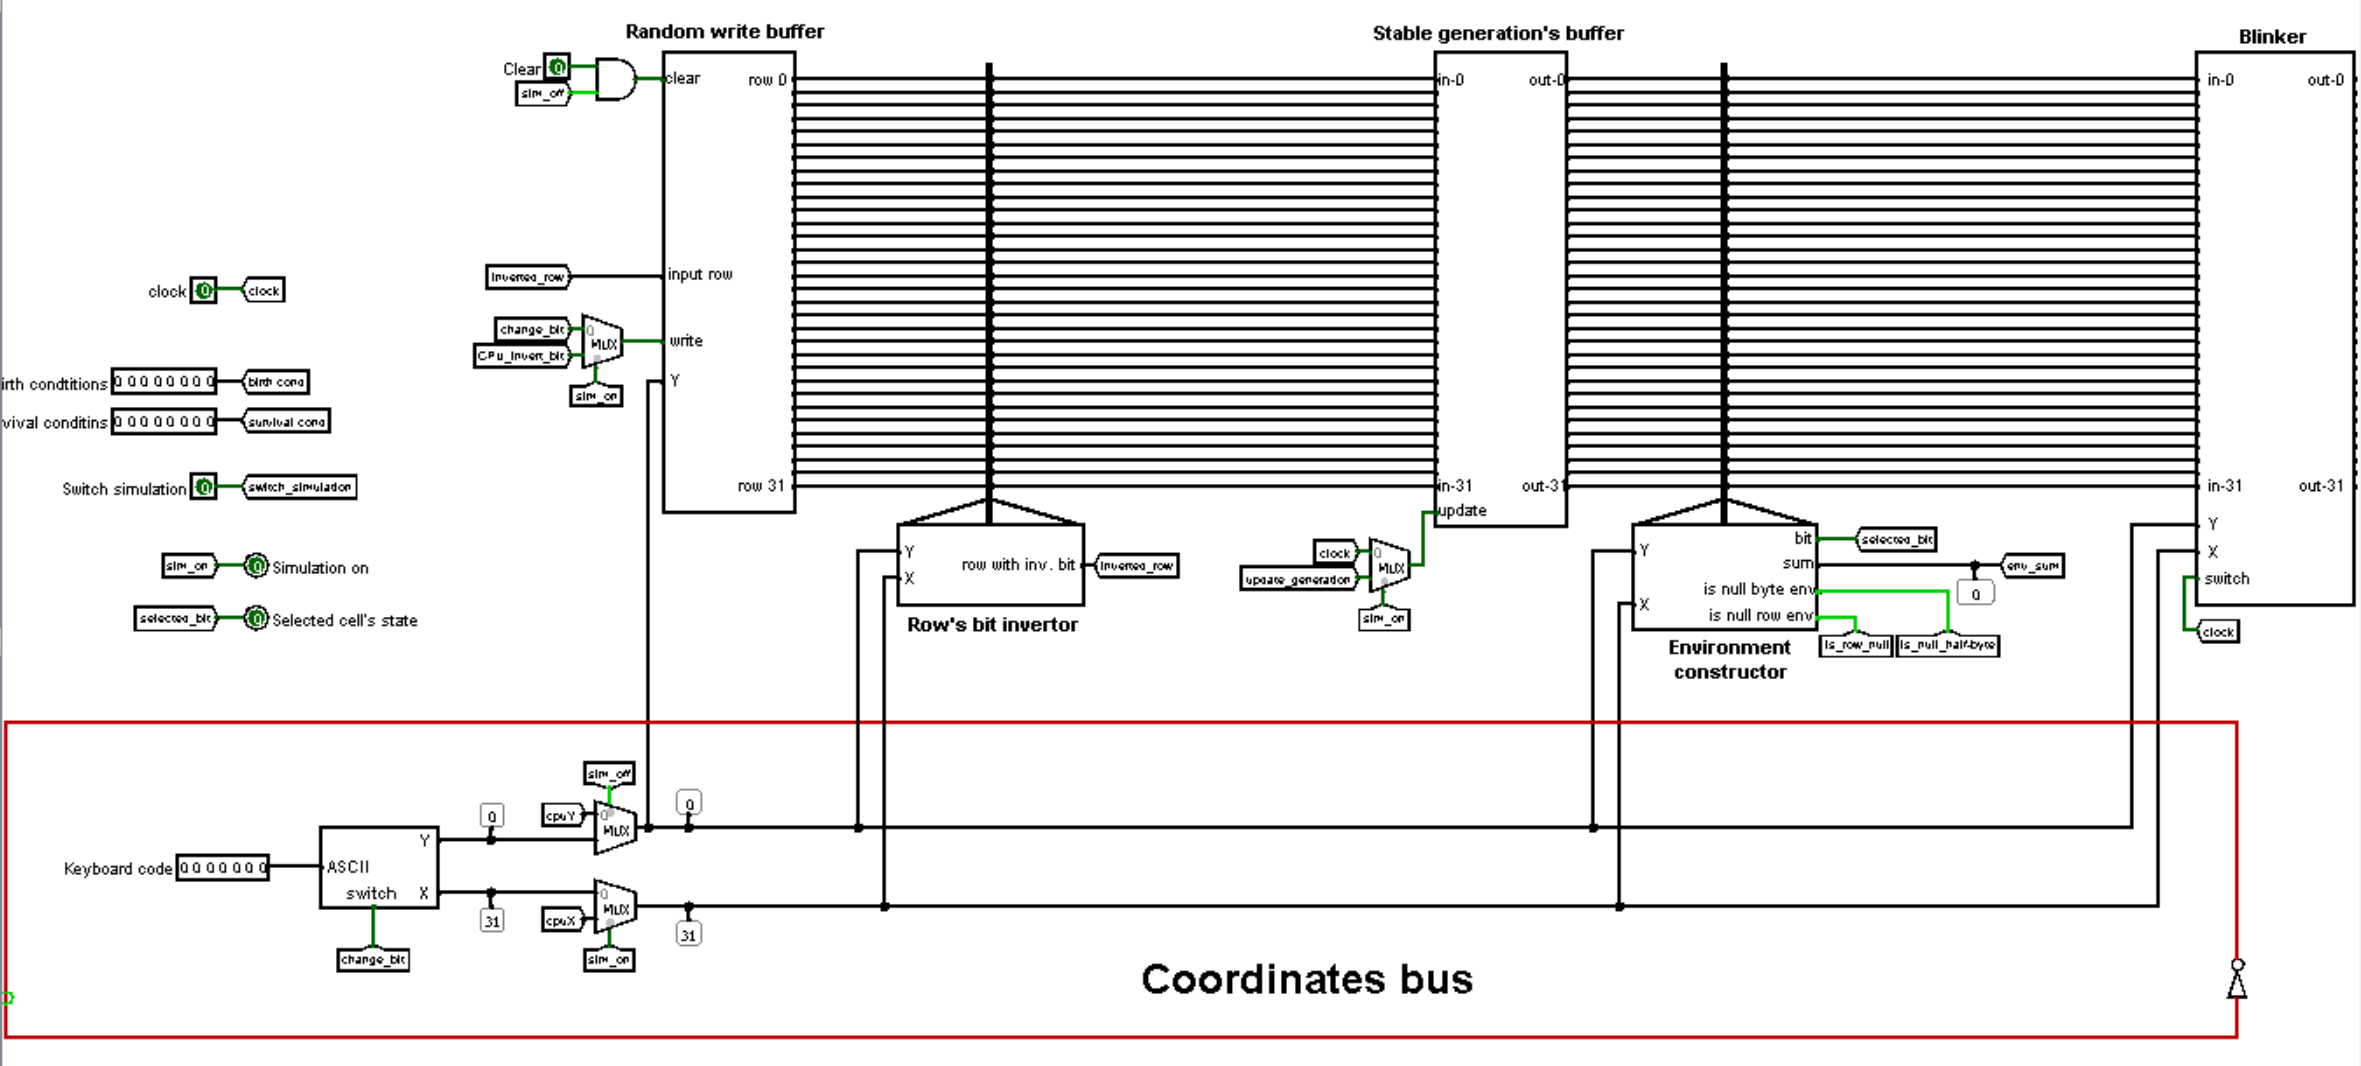 Random write buffer
Stable generation's buffer
Blinker
Clear 0
sim_off
clear
row 0
in-0
out-0
in-0
out-0
inverted_row
input row
clock 0 clock
change_bit
CPU_invert_bit
0
MUX
write
sim_on
Y
irth condtitions 0 0 0 0 0 0 0 0 birth cond
vival conditins 0 0 0 0 0 0 0 0 survival cond
Switch simulation 0 switch_simulation
row 31
in-31
out-31
in-31
out-31
update
sim_on 0 Simulation on
selected_bit 0 Selected cell's state
Y
X
row with inv. bit
inverted_row
Row's bit invertor
clock
update_generation
0
MUX
sim_on
Y
X
bit
sum
is null byte env
is null row env
selected_bit
env_sum
0
is_row_null
is_null_half-byte
Environment
constructor
Y
X
switch
clock
sim_off
cpuY
0
MUX
0
0
Keyboard code 0 0 0 0 0 0 0
ASCII
Y
switch X
change_bit
31
cpuX
0
MUX
sim_on
31
Coordinates bus